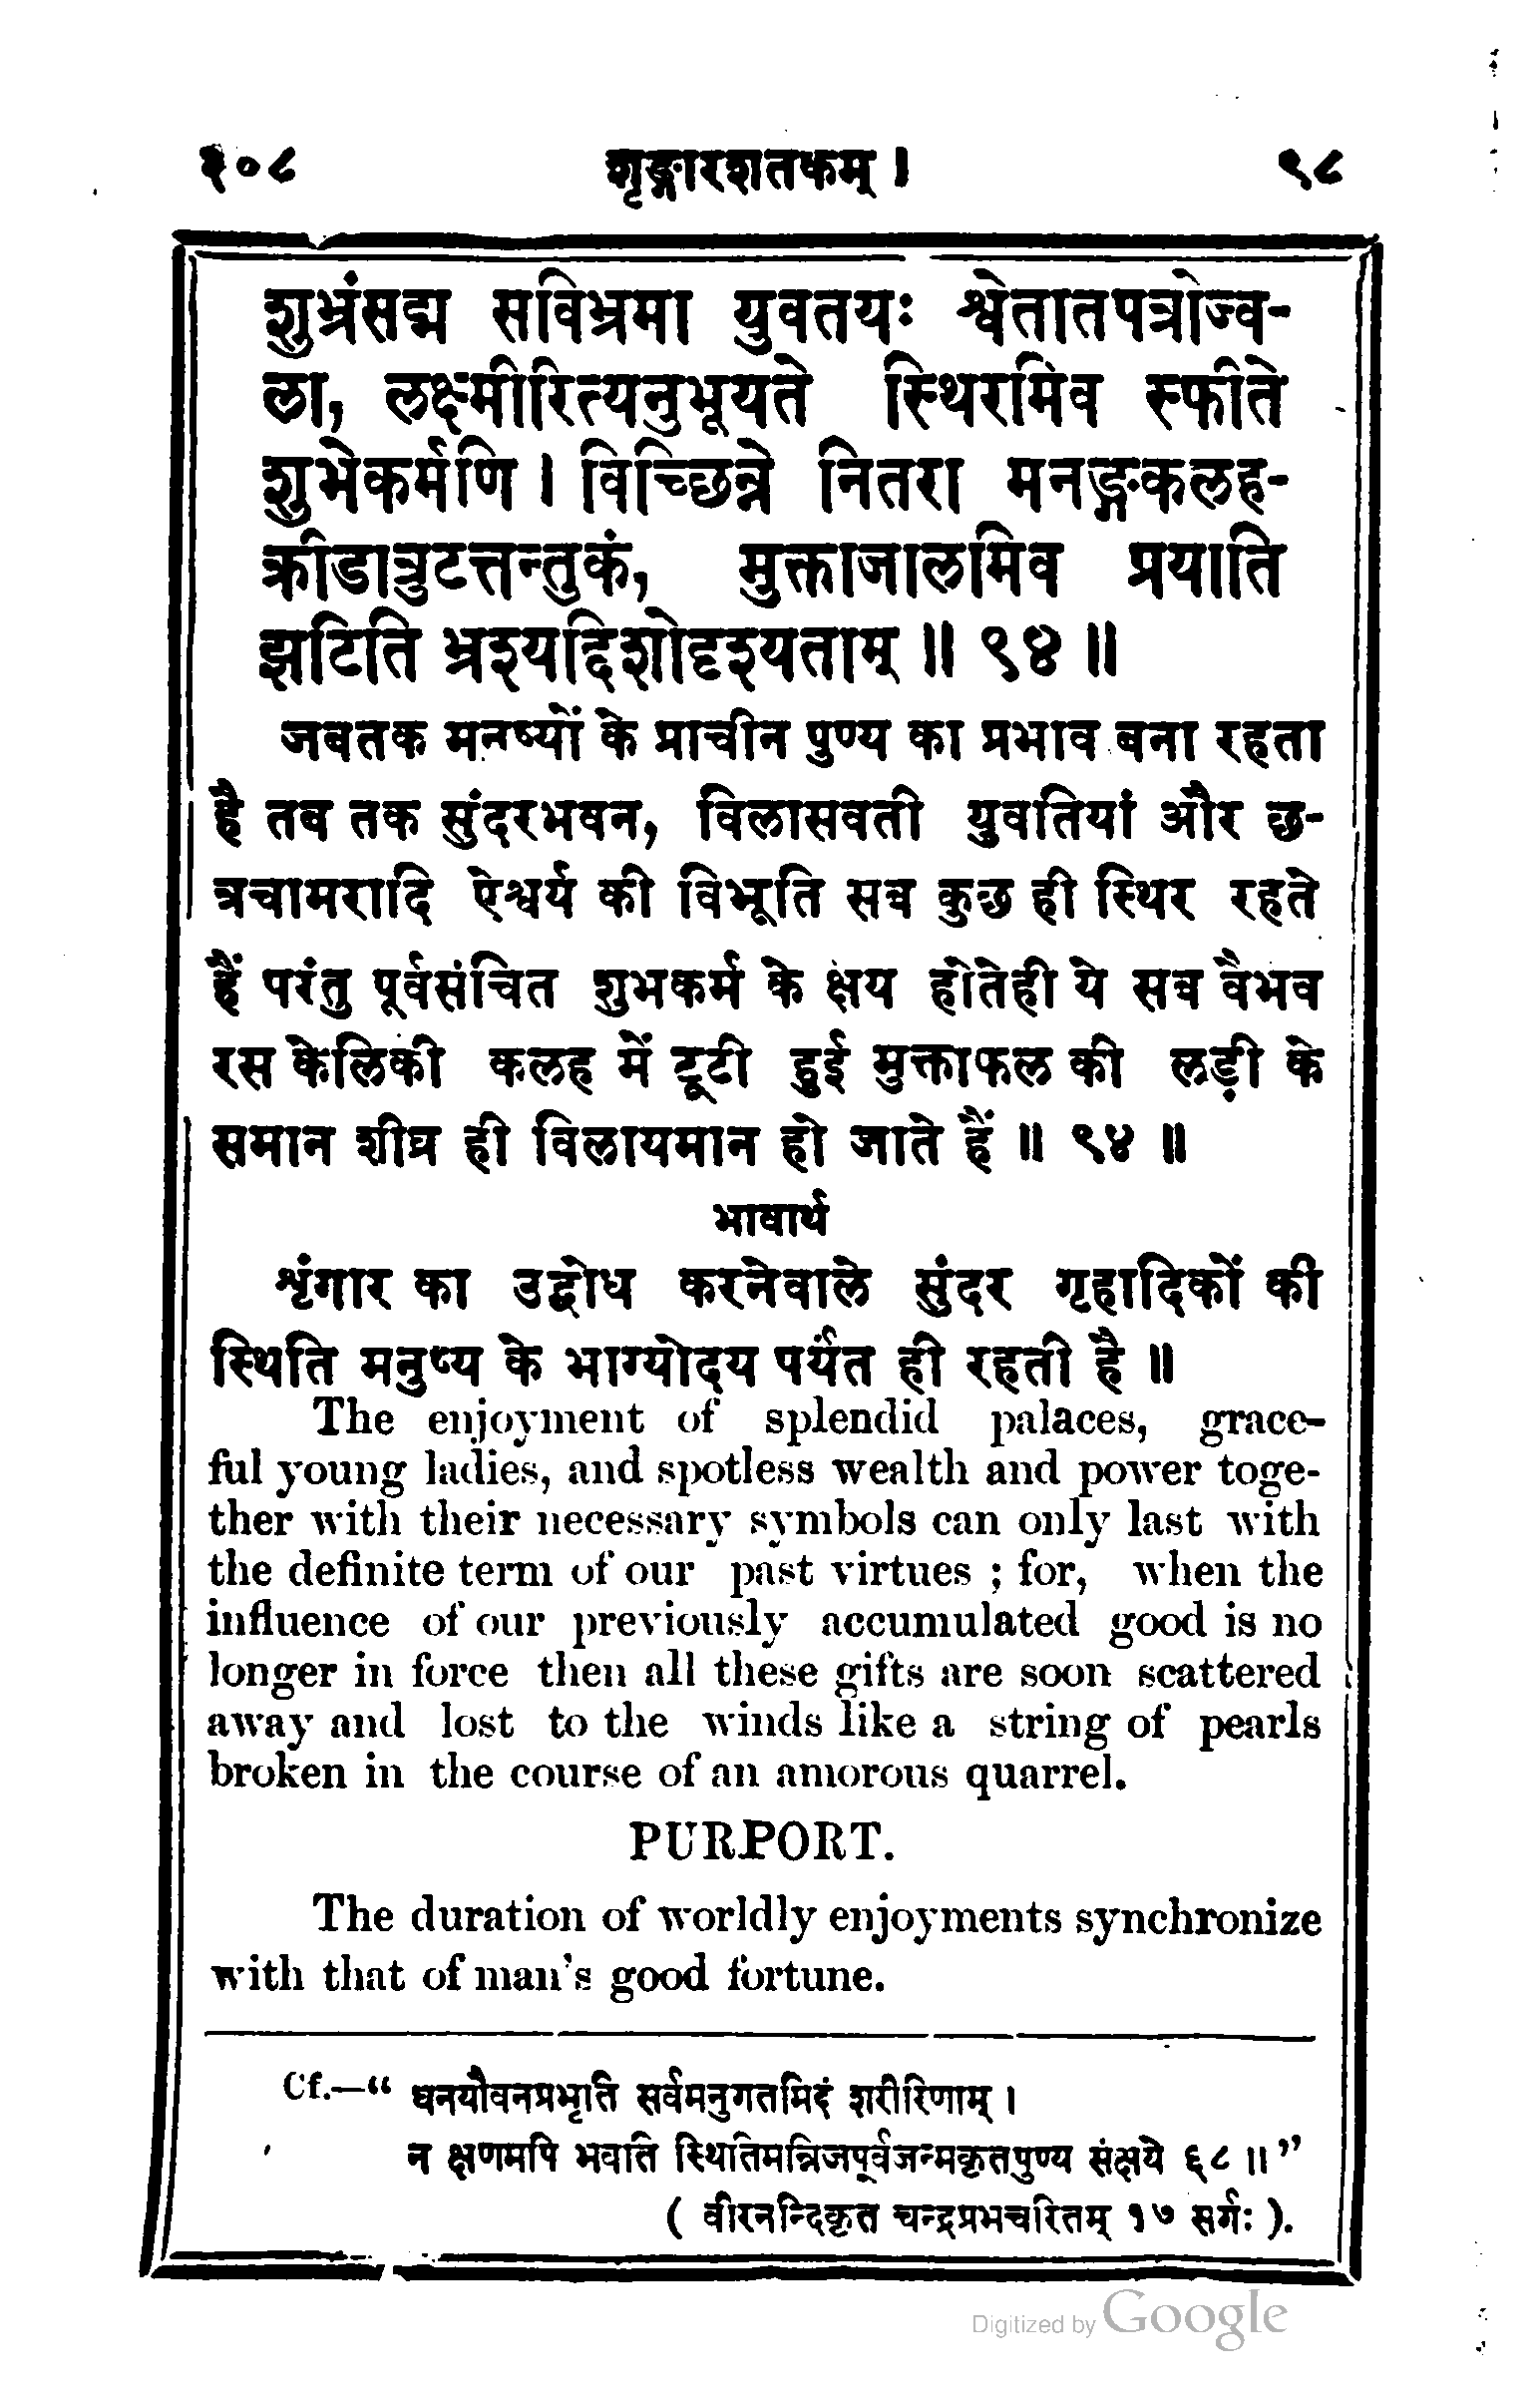 ३०८ शृङ्गारशतकम् । ९८
शुभ्रंसद्म सविभ्रमा युवतयः श्वेतातपत्रोज्व-
ला, लक्ष्मीरित्यनुभूयते स्थिरमिव स्फीते
शुभेकर्मणि । विच्छिन्ने नितरा मनङ्गकलह-
क्रीडात्रुटत्तन्तुकं, मुक्ताजालमिव प्रयाति
झटिति भ्रश्यद्दिशोदृश्यताम् ॥ ९४ ॥
जबतक मनष्यों के प्राचीन पुण्य का प्रभाव बना रहता
है तब तक सुंदरभवन, विलासवती युवतियां और छ-
त्रचामरादि ऐश्वर्य की विभूति सब कुछ ही स्थिर रहते
हैं परंतु पूर्वसंचित शुभकर्म के क्षय होतेही ये सब वैभव
रस केलिकी कलह में टूटी हुई मुक्ताफल की लड़ी के
समान शीघ्र ही विलायमान हो जाते हैं ॥ ९४ ॥
भावार्थ
शृंगार का उद्बोध करनेवाले सुंदर गृहादिकों की
स्थिति मनुष्य के भाग्योदय पर्यंत ही रहती है ॥
The enjoyment of splendid palaces, grace-
ful young ladies, and spotless wealth and power toge-
ther with their necessary symbols can only last with
the definite term of our past virtues ; for, when the
influence of our previously accumulated good is no
longer in force then all these gifts are soon scattered
away and lost to the winds like a string of pearls
broken in the course of an amorous quarrel.
PURPORT.
The duration of worldly enjoyments synchronize
with that of man's good fortune.
Cf.—“ धनयौवनप्रभृति सर्वमनुगतमिदं शरीरिणाम् ।
न क्षणमपि भवति स्थितिमन्निजपूर्वजन्मकृतपुण्य संक्षये ६८ ॥”
( वीरनन्दिकृत चन्द्रप्रभचरितम् १७ सर्गः ).
Digitized by Google